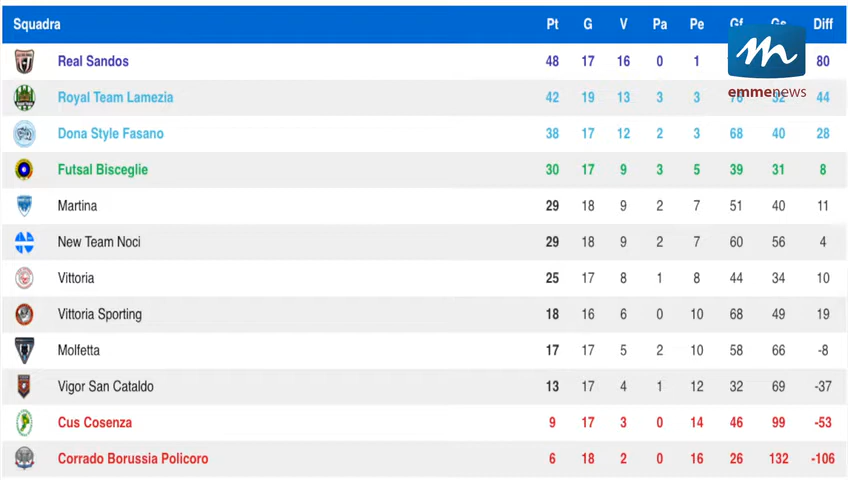 Squadra Pt G V Pa Pe Gf Gs Diff
Real Sandos 48 17 16 0 1 80
Royal Team Lamezia 42 19 13 3 3 76 32 44
Dona Style Fasano 38 17 12 2 3 68 40 28
Futsal Bisceglie 30 17 9 3 5 39 31 8
Martina 29 18 9 2 7 51 40 11
New Team Noci 29 18 9 2 7 60 56 4
Vittoria 25 17 8 1 8 44 34 10
Vittoria Sporting 18 16 6 0 10 68 49 19
Molfetta 17 17 5 2 10 58 66 -8
Vigor San Cataldo 13 17 4 1 12 32 69 -37
Cus Cosenza 9 17 3 0 14 46 99 -53
Corrado Borussia Policoro 6 18 2 0 16 26 132 -106
m
emmenews